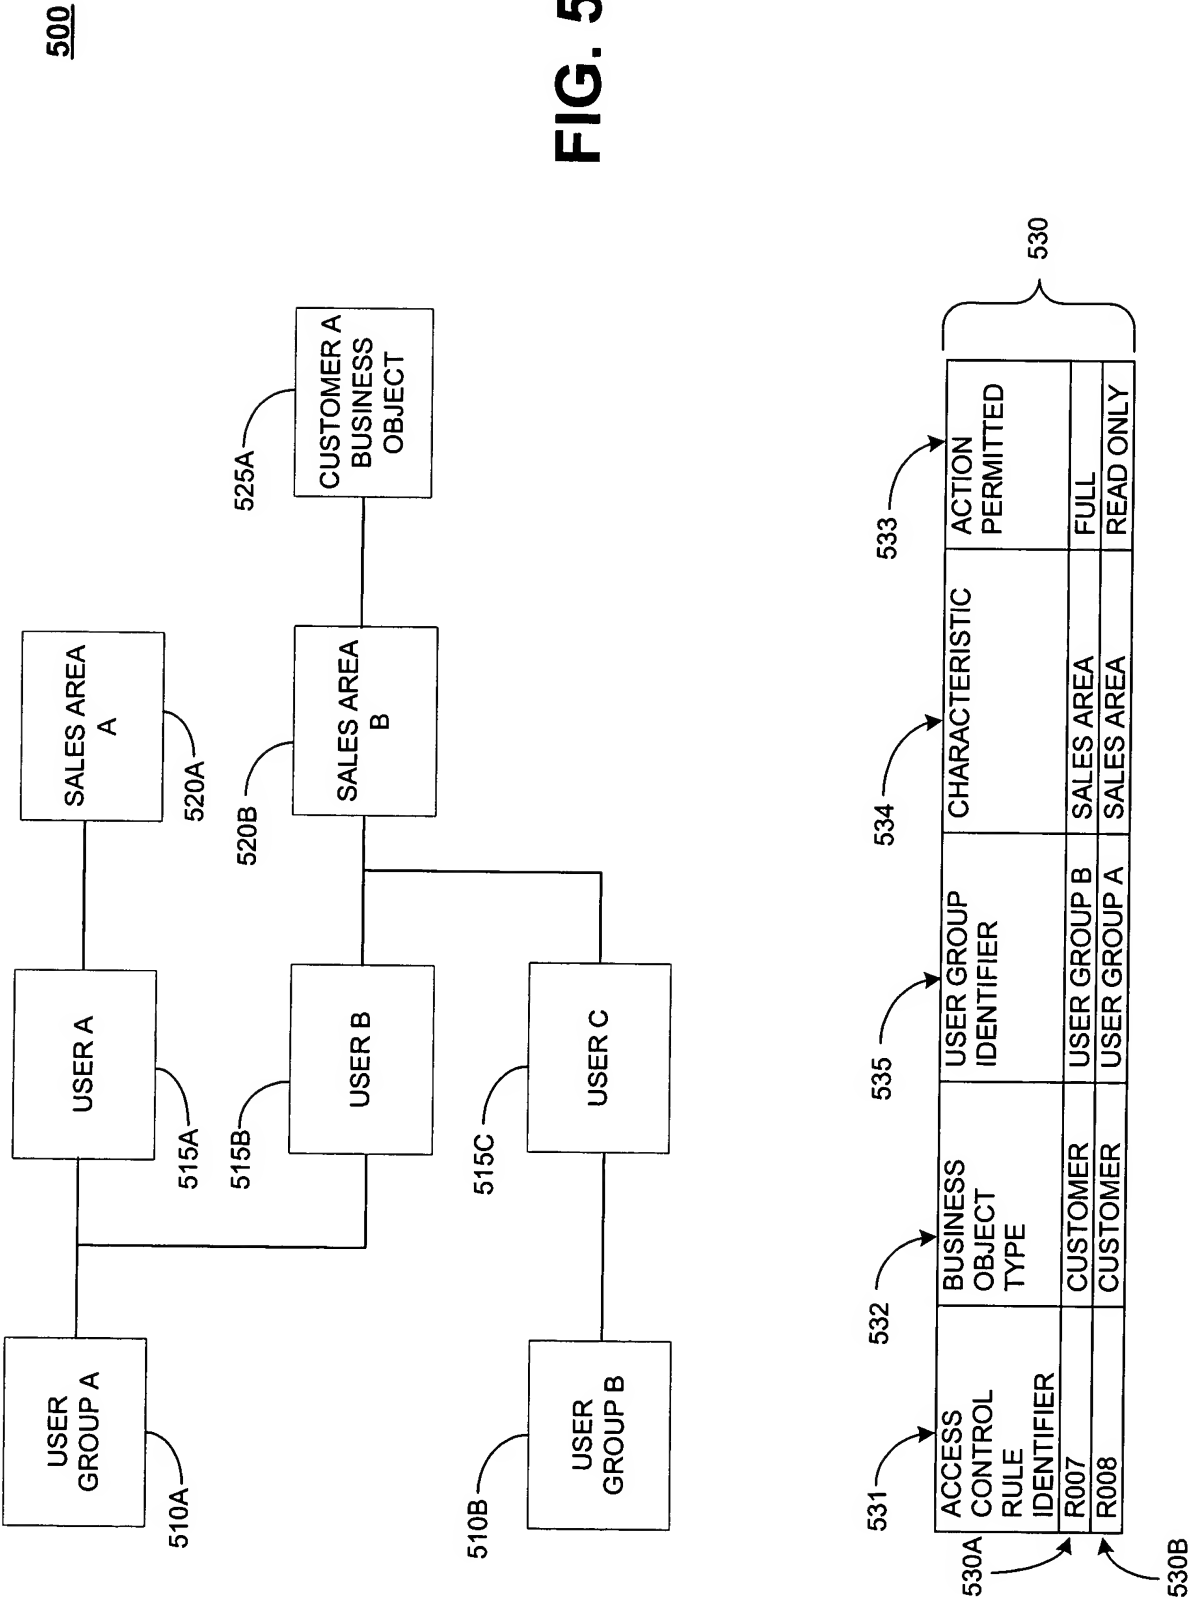 500
USER
GROUP A
510A
USER A
515A
SALES AREA
A
520A
USER B
515B
SALES AREA
B
520B
CUSTOMER A
BUSINESS
OBJECT
525A
USER
GROUP B
510B
USER C
515C
531
532
535
534
533
ACCESS
CONTROL
RULE
IDENTIFIER
BUSINESS
OBJECT
TYPE
USER GROUP
IDENTIFIER
CHARACTERISTIC
ACTION
PERMITTED
530A
R007
CUSTOMER
USER GROUP B
SALES AREA
FULL
530B
R008
CUSTOMER
USER GROUP A
SALES AREA
READ ONLY
530
FIG. 5